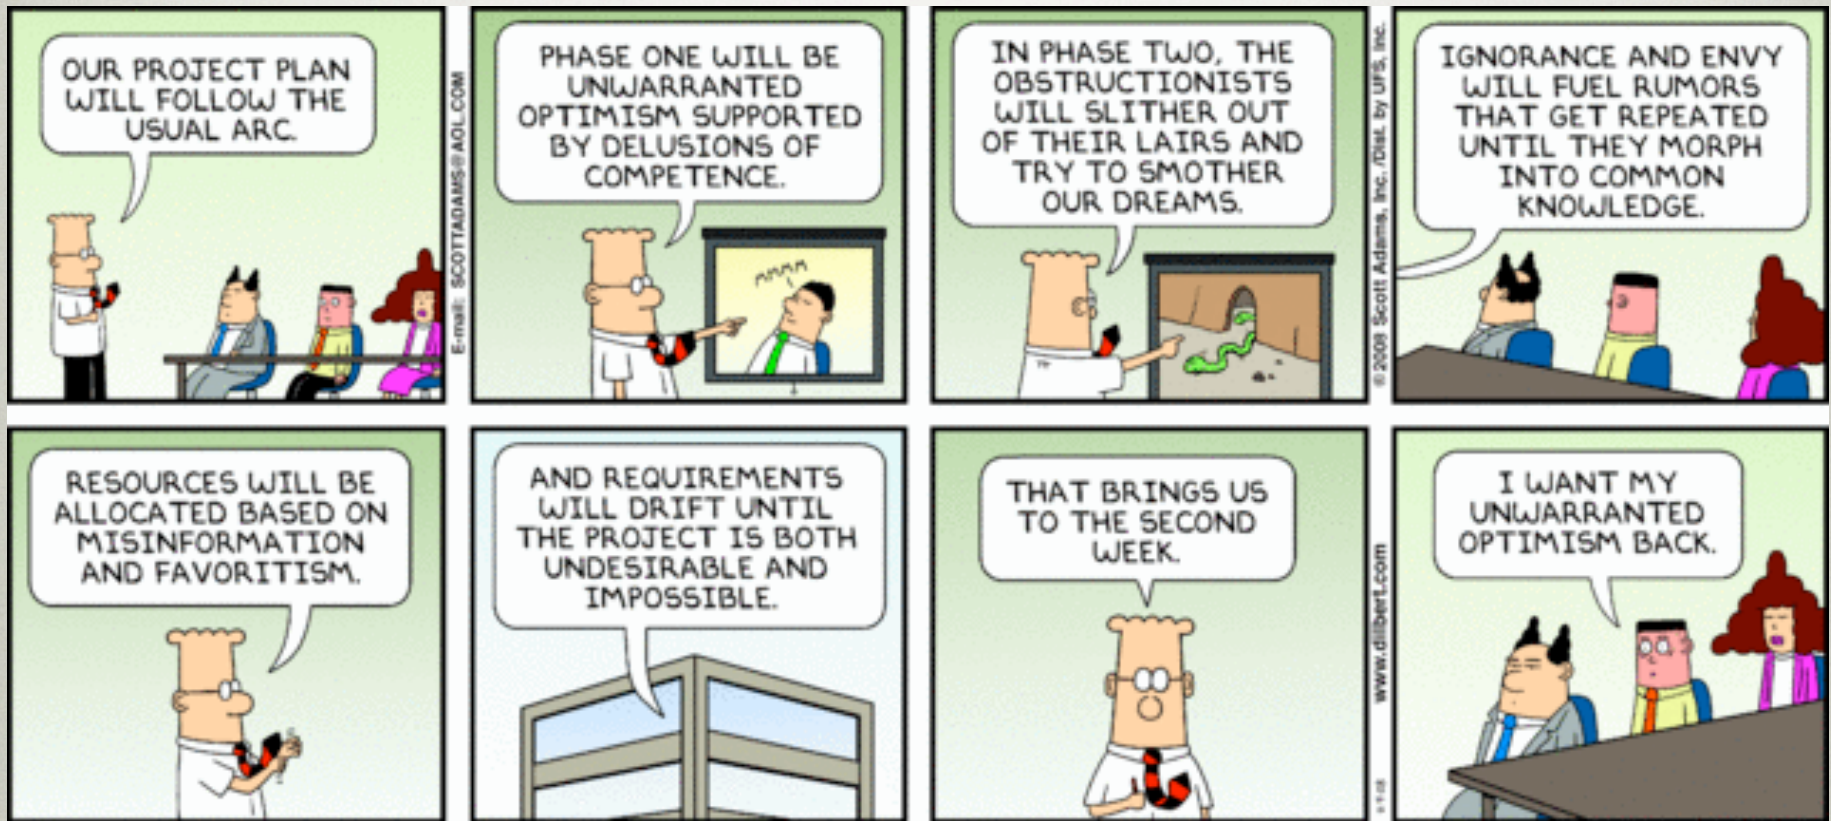 OUR PROJECT PLAN
WILL FOLLOW THE
USUAL ARC.
E-mail: SCOTTADAMS@AOL.COM
PHASE ONE WILL BE
UNWARRANTED
OPTIMISM SUPPORTED
BY DELUSIONS OF
COMPETENCE.
MMMM
IN PHASE TWO, THE
OBSTRUCTIONISTS
WILL SLITHER OUT
OF THEIR LAIRS AND
TRY TO SMOTHER
OUR DREAMS.
© 2008 Scott Adams, Inc./Dist. by UFS, Inc.
IGNORANCE AND ENVY
WILL FUEL RUMORS
THAT GET REPEATED
UNTIL THEY MORPH
INTO COMMON
KNOWLEDGE.
RESOURCES WILL BE
ALLOCATED BASED ON
MISINFORMATION
AND FAVORITISM.
AND REQUIREMENTS
WILL DRIFT UNTIL
THE PROJECT IS BOTH
UNDESIRABLE AND
IMPOSSIBLE.
THAT BRINGS US
TO THE SECOND
WEEK.
www.dilbert.com
I WANT MY
UNWARRANTED
OPTIMISM BACK.